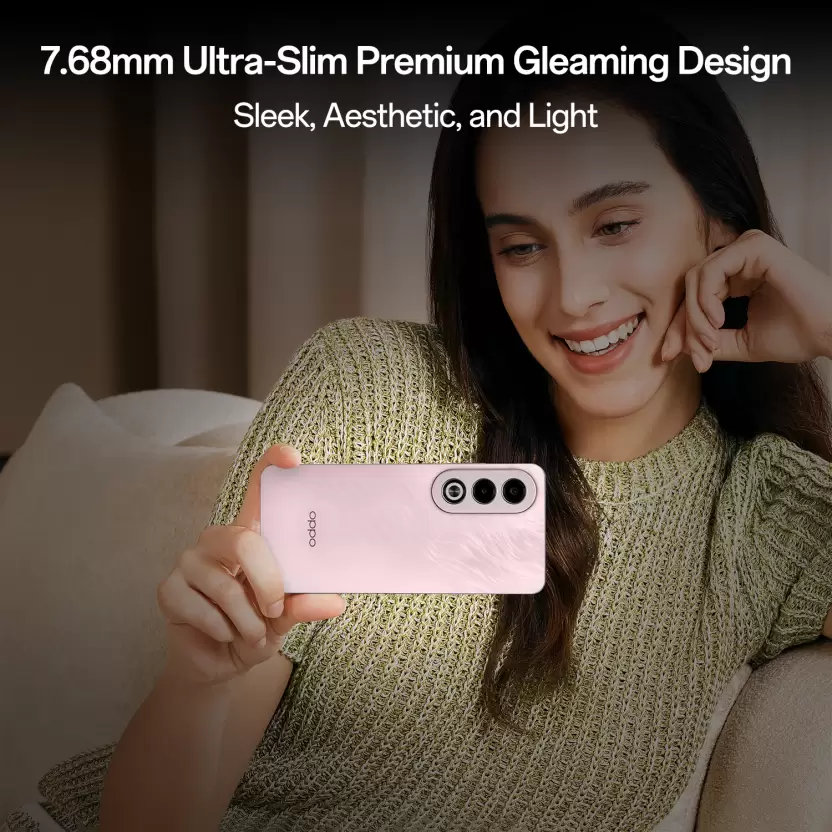 7.68mm Ultra-Slim Premium Gleaming Design
Sleek, Aesthetic, and Light
oppo